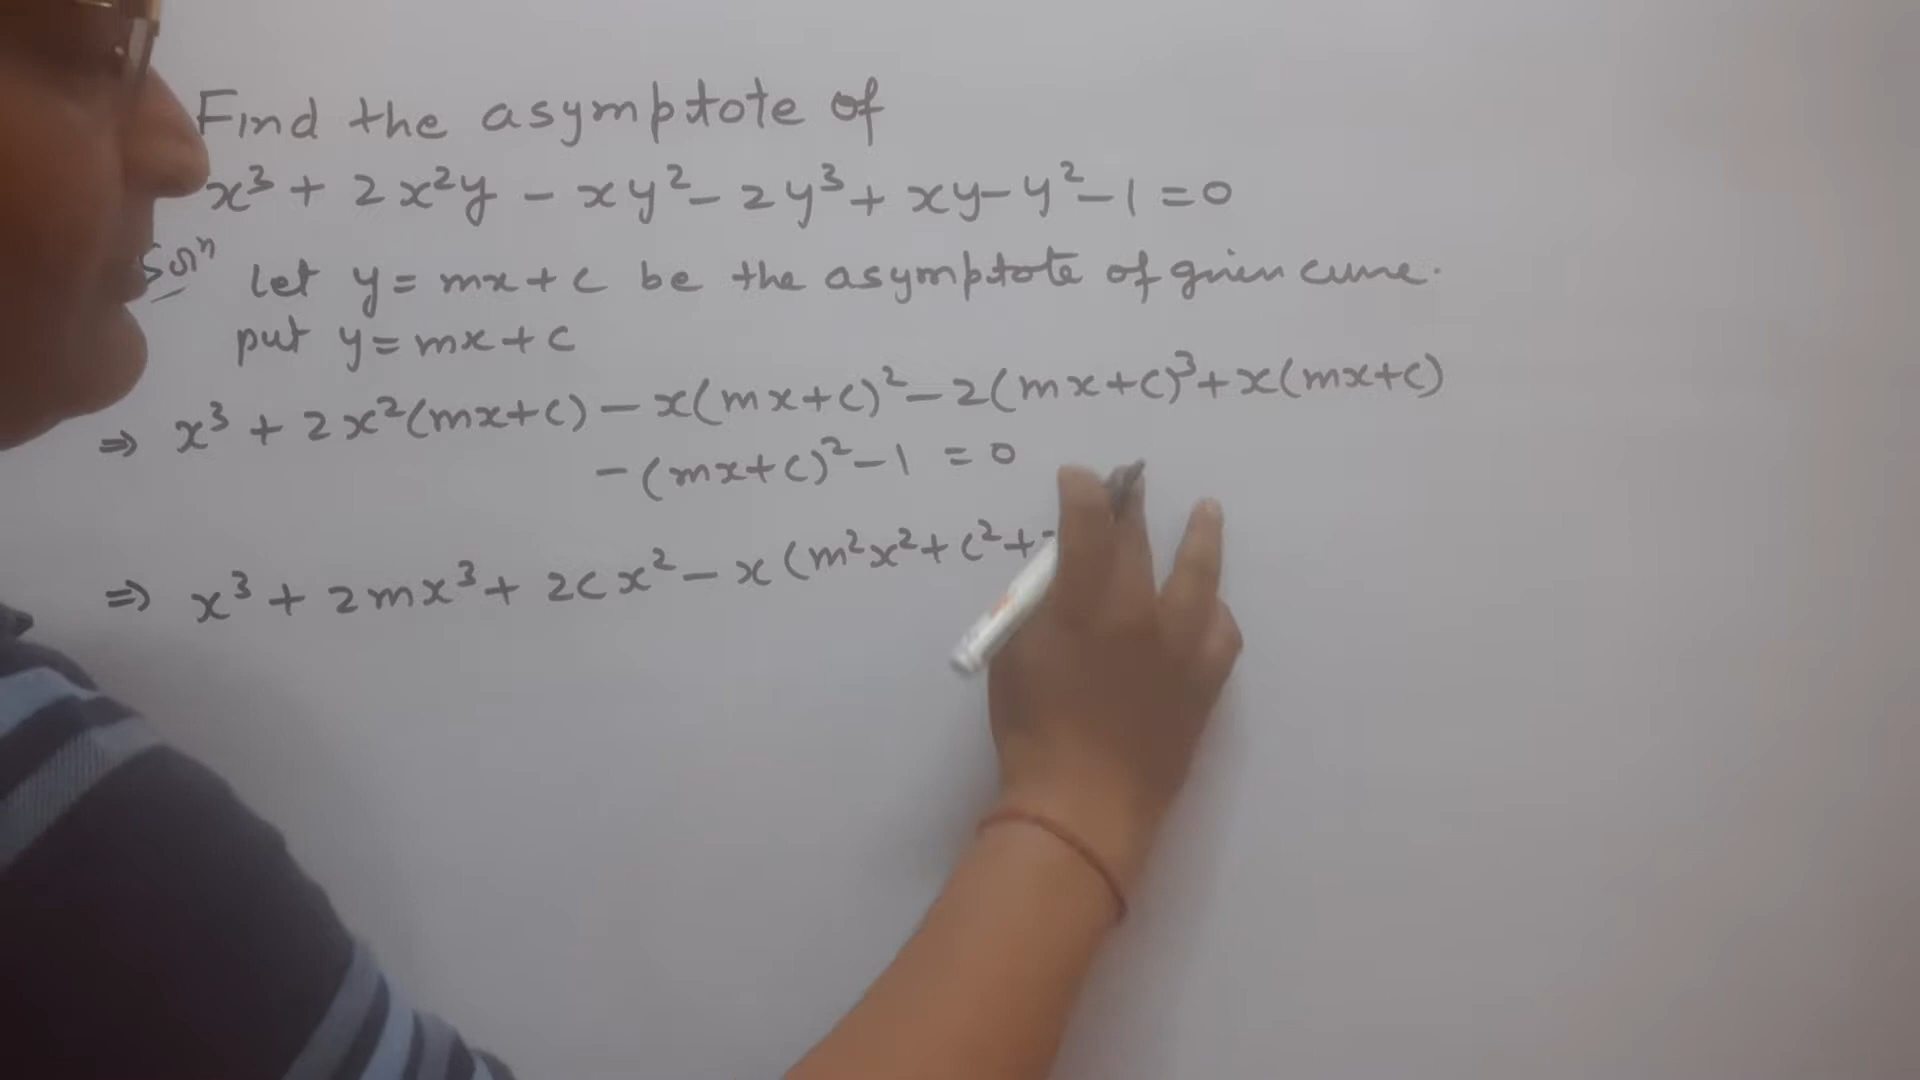 Find the asymptote of
x³ + 2x²y - xy² - 2y³ + xy - y² - 1 = 0
Solⁿ Let y = mx + c be the asymptote of given curve.
put y = mx + c
⇒ x³ + 2x²(mx+c) - x(mx+c)² - 2(mx+c)³ + x(mx+c)
- (mx+c)² - 1 = 0
⇒ x³ + 2mx³ + 2cx² - x(m²x² + c² +